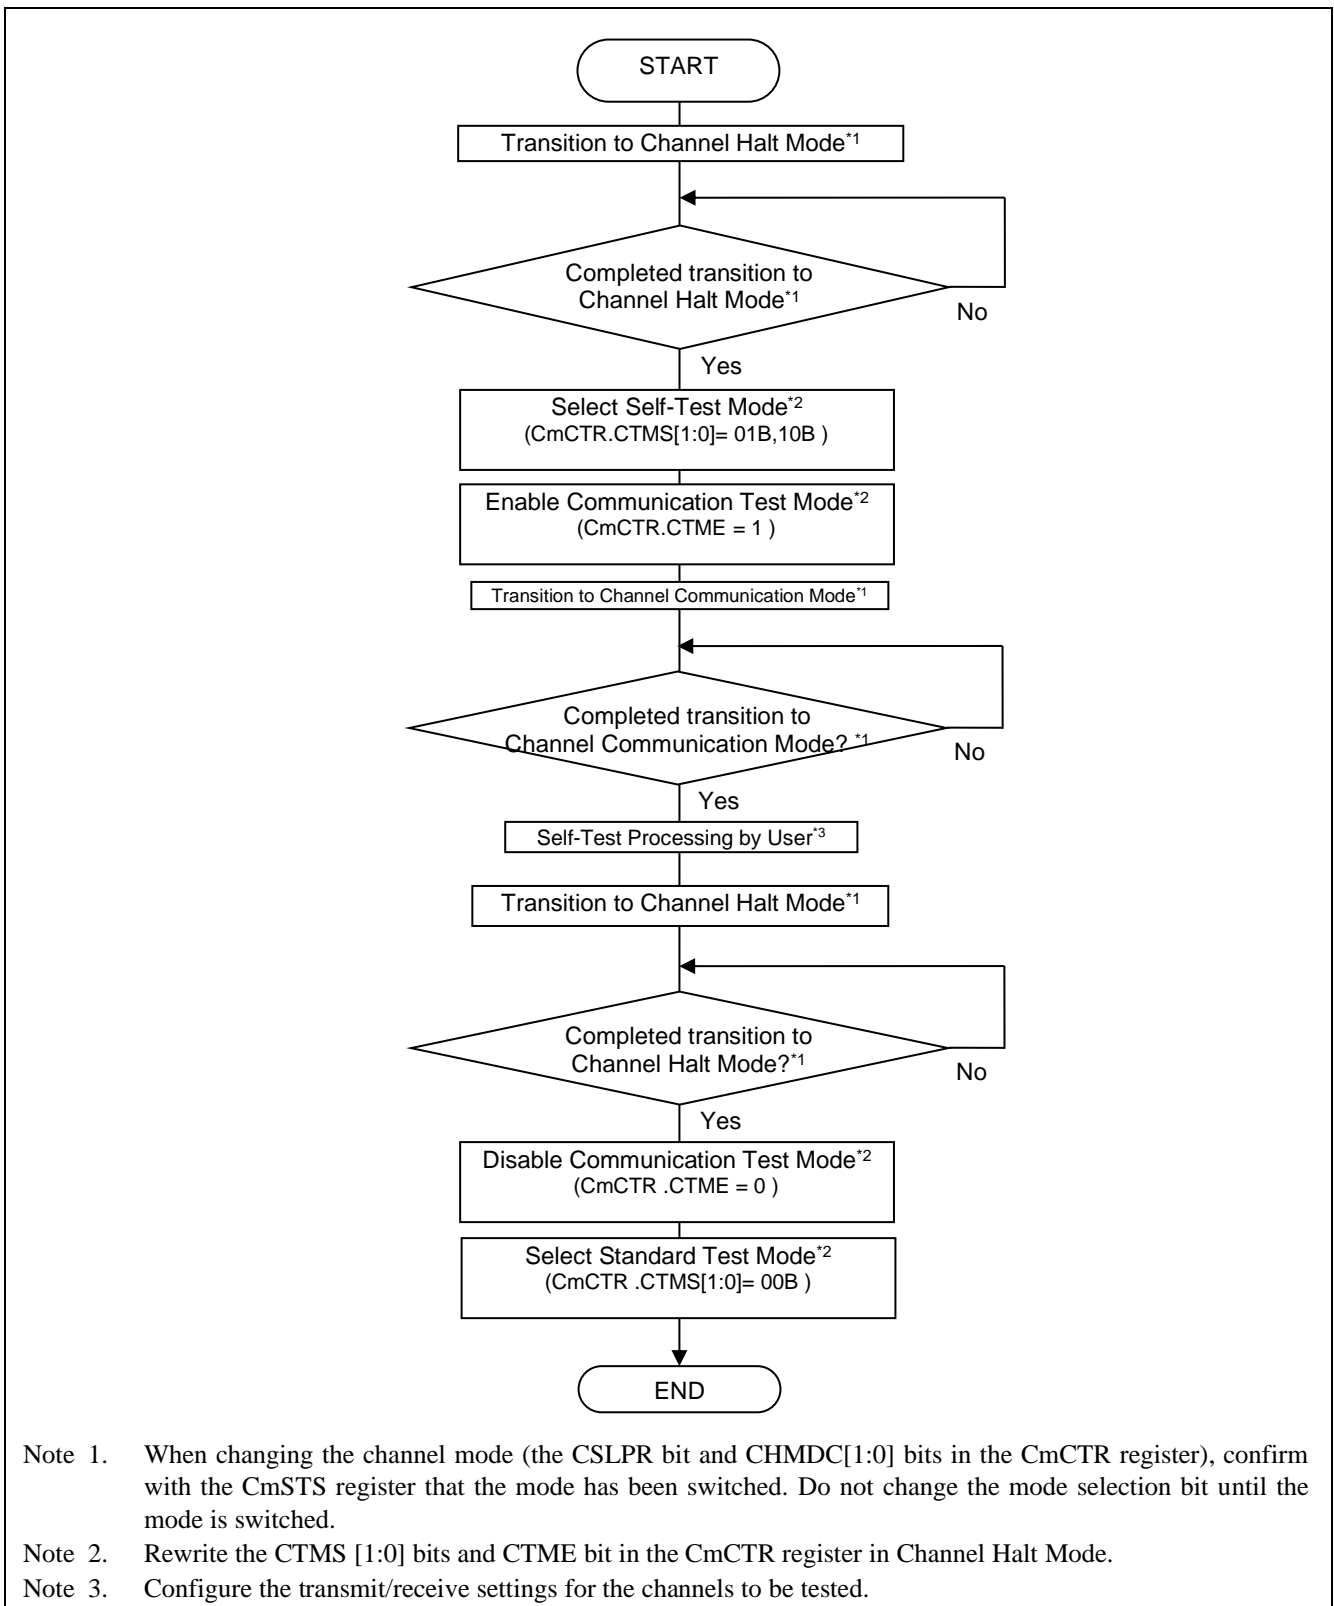 START
Transition to Channel Halt Mode*1
Completed transition to
Channel Halt Mode*1
No
Yes
Select Self-Test Mode*2
(CmCTR.CTMS[1:0]= 01B,10B )
Enable Communication Test Mode*2
(CmCTR.CTME = 1 )
Transition to Channel Communication Mode*1
Completed transition to
Channel Communication Mode? *1
No
Yes
Self-Test Processing by User*3
Transition to Channel Halt Mode*1
Completed transition to
Channel Halt Mode?*1
No
Yes
Disable Communication Test Mode*2
(CmCTR .CTME = 0 )
Select Standard Test Mode*2
(CmCTR .CTMS[1:0]= 00B )
END
Note 1. When changing the channel mode (the CSLPR bit and CHMDC[1:0] bits in the CmCTR register), confirm
with the CmSTS register that the mode has been switched. Do not change the mode selection bit until the
mode is switched.
Note 2. Rewrite the CTMS [1:0] bits and CTME bit in the CmCTR register in Channel Halt Mode.
Note 3. Configure the transmit/receive settings for the channels to be tested.